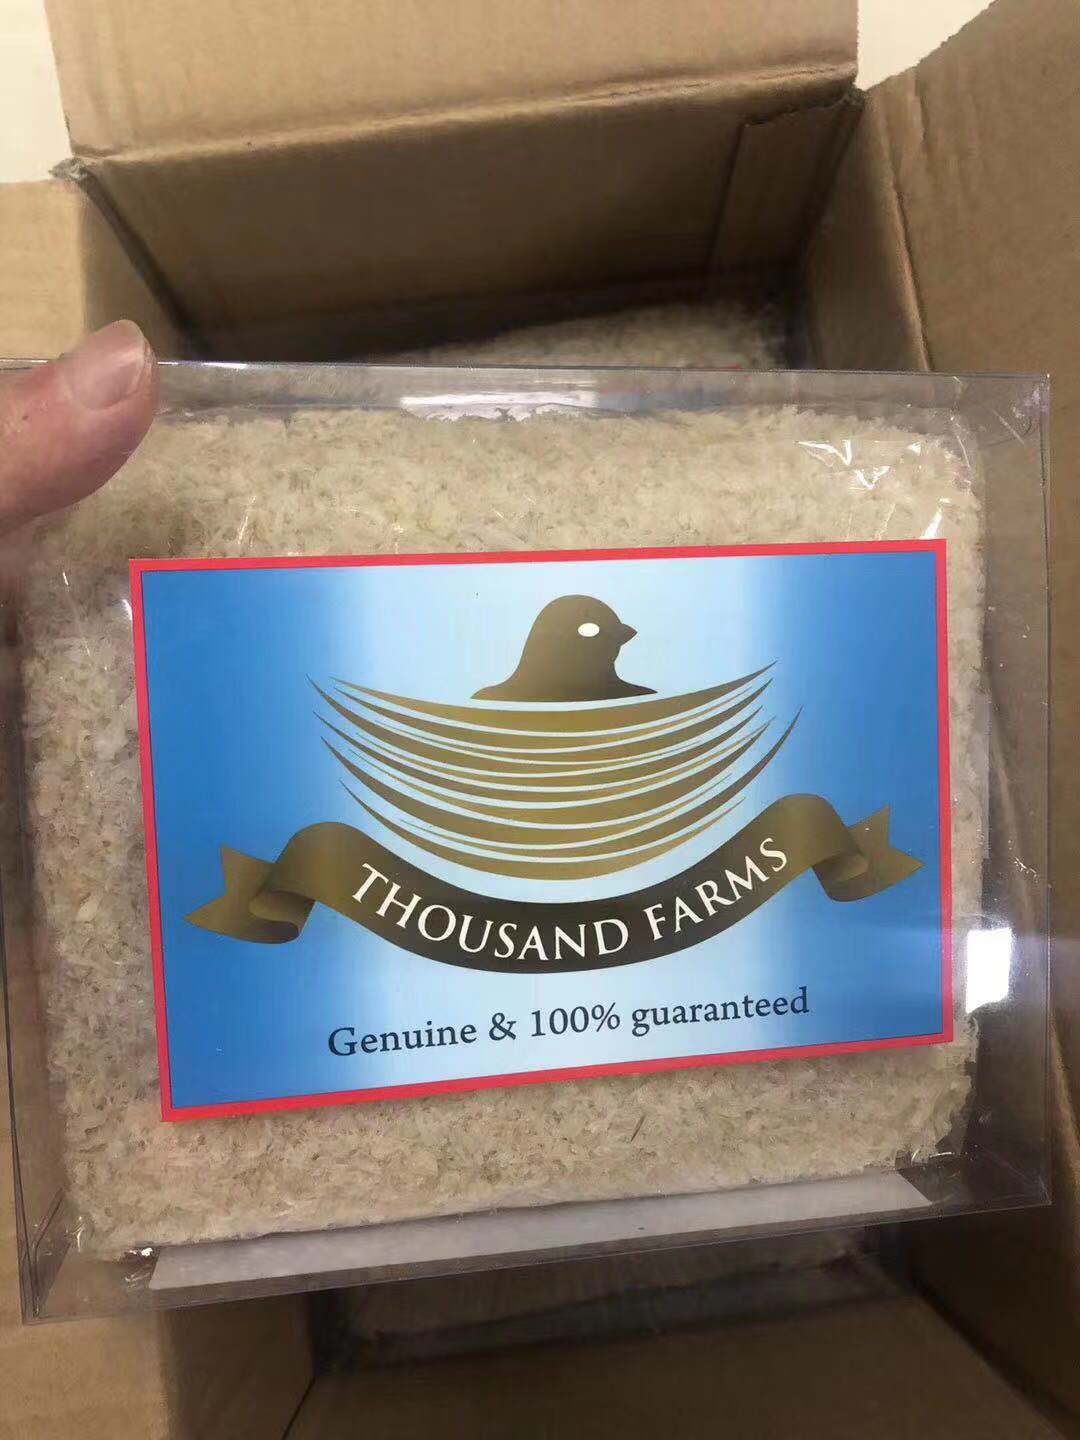 THOUSAND FARMS
Genuine & 100% guaranteed